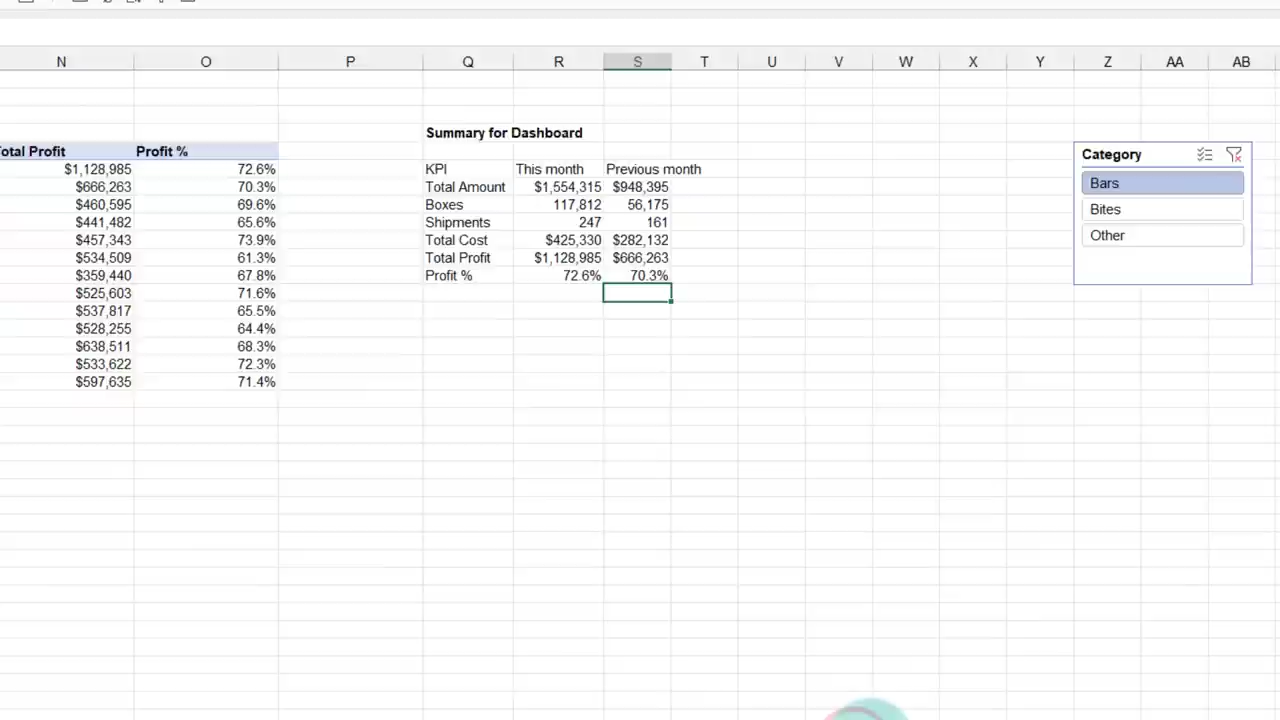 N O P Q R S T U V W X Y Z AA AB
Summary for Dashboard
otal Profit Profit % Category
$1,128,985 72.6% KPI This month Previous month
$666,263 70.3% Total Amount $1,554,315 $948,395 Bars
$460,595 69.6% Boxes 117,812 56,175 Bites
$441,482 65.6% Shipments 247 161
$457,343 73.9% Total Cost $425,330 $282,132 Other
$534,509 61.3% Total Profit $1,128,985 $666,263
$359,440 67.8% Profit % 72.6% 70.3%
$525,603 71.6%
$537,817 65.5%
$528,255 64.4%
$638,511 68.3%
$533,622 72.3%
$597,635 71.4%